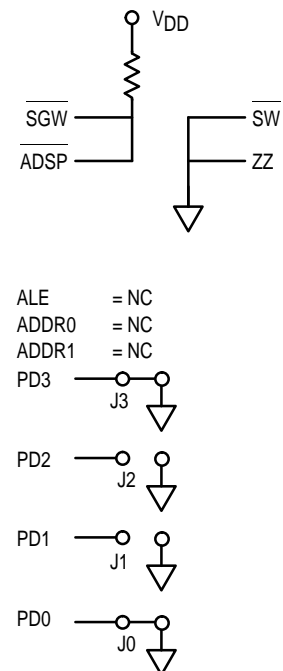 VDD
SGW
SW
ADSP
ZZ
ALE = NC
ADDR0 = NC
ADDR1 = NC
PD3
J3
PD2
J2
PD1
J1
PD0
J0